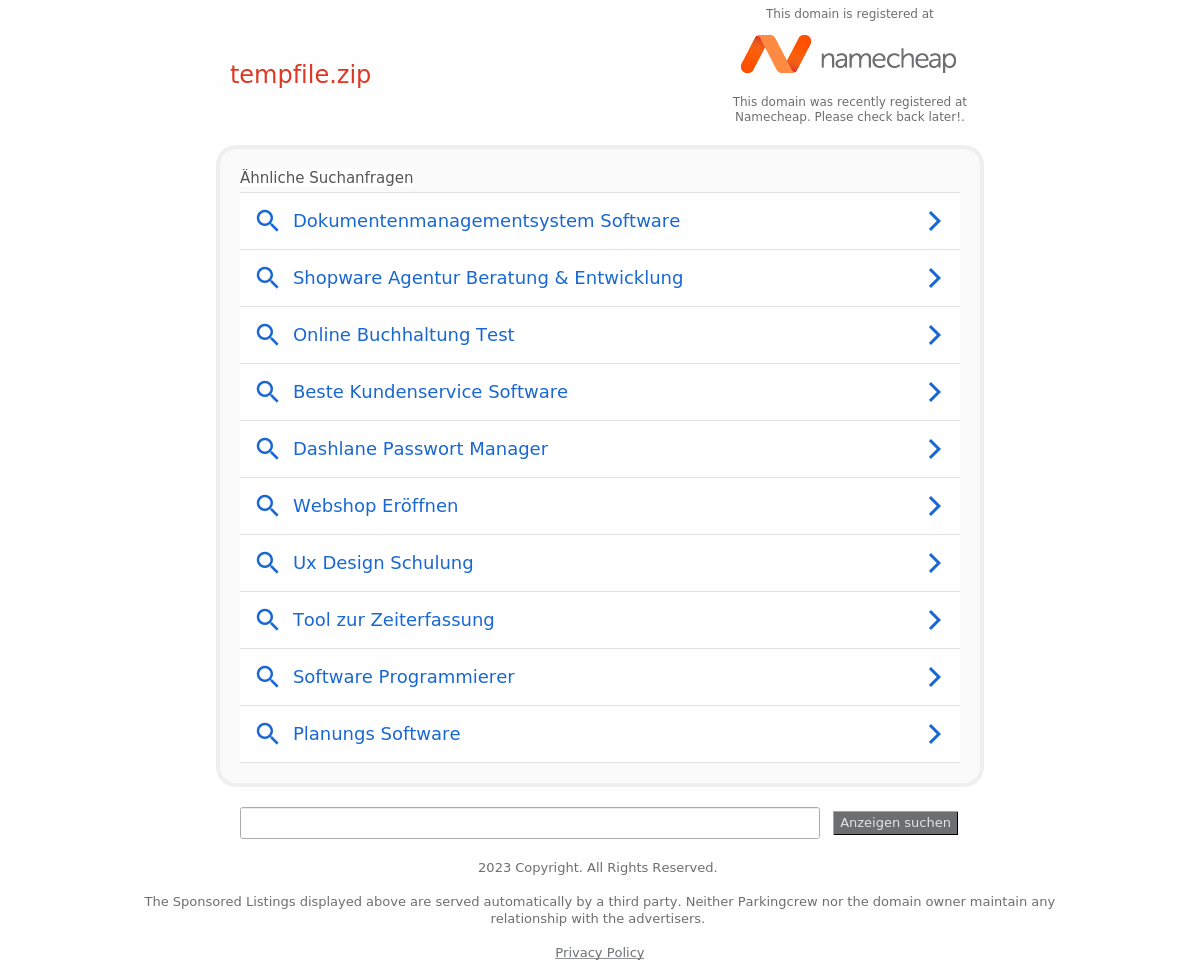 This domain is registered at
namecheap
tempfile.zip
This domain was recently registered at
Namecheap. Please check back later!.
Ähnliche Suchanfragen
Dokumentenmanagementsystem Software
Shopware Agentur Beratung & Entwicklung
Online Buchhaltung Test
Beste Kundenservice Software
Dashlane Passwort Manager
Webshop Eröffnen
Ux Design Schulung
Tool zur Zeiterfassung
Software Programmierer
Planungs Software
Anzeigen suchen
2023 Copyright. All Rights Reserved.
The Sponsored Listings displayed above are served automatically by a third party. Neither Parkingcrew nor the domain owner maintain any
relationship with the advertisers.
Privacy Policy